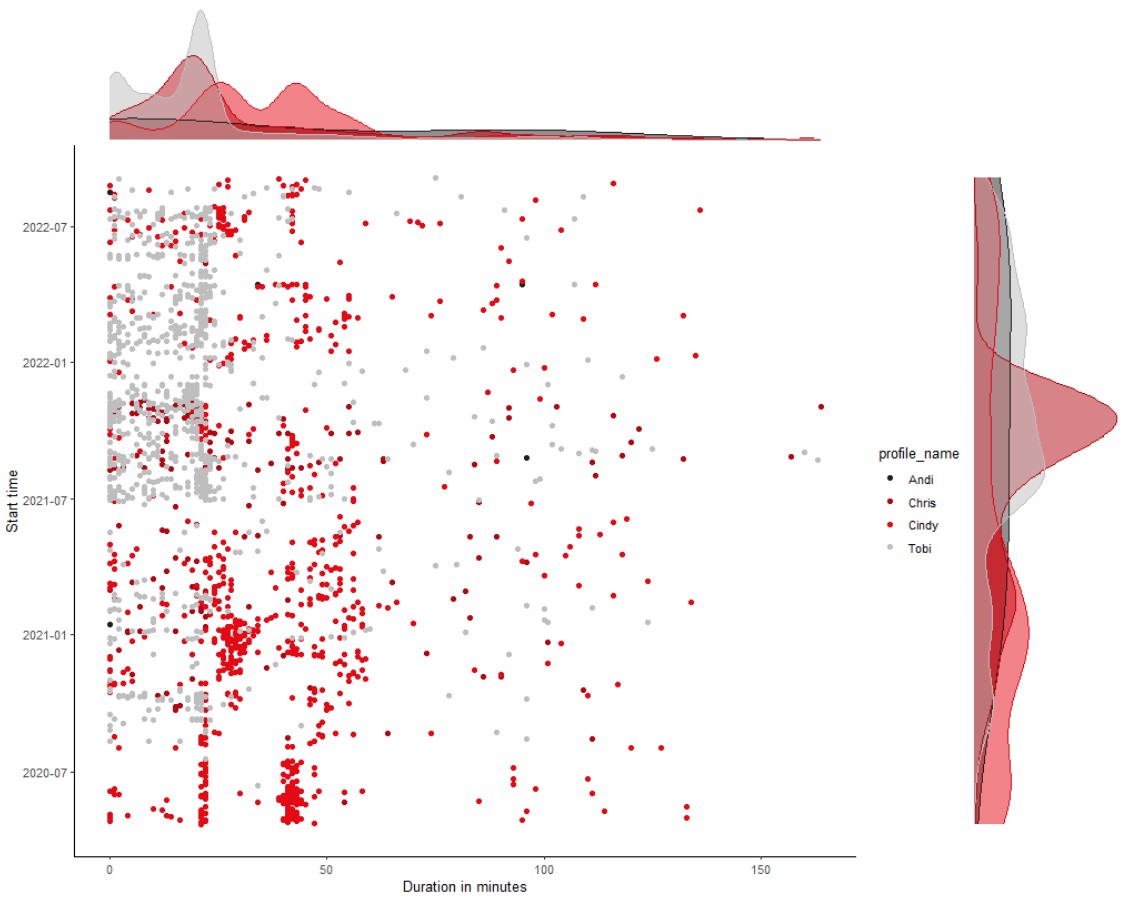 2022-07
2022-01
2021-07
2021-01
2020-07
Start time
0
50
100
150
Duration in minutes
profile_name
Andi
Chris
Cindy
Tobi